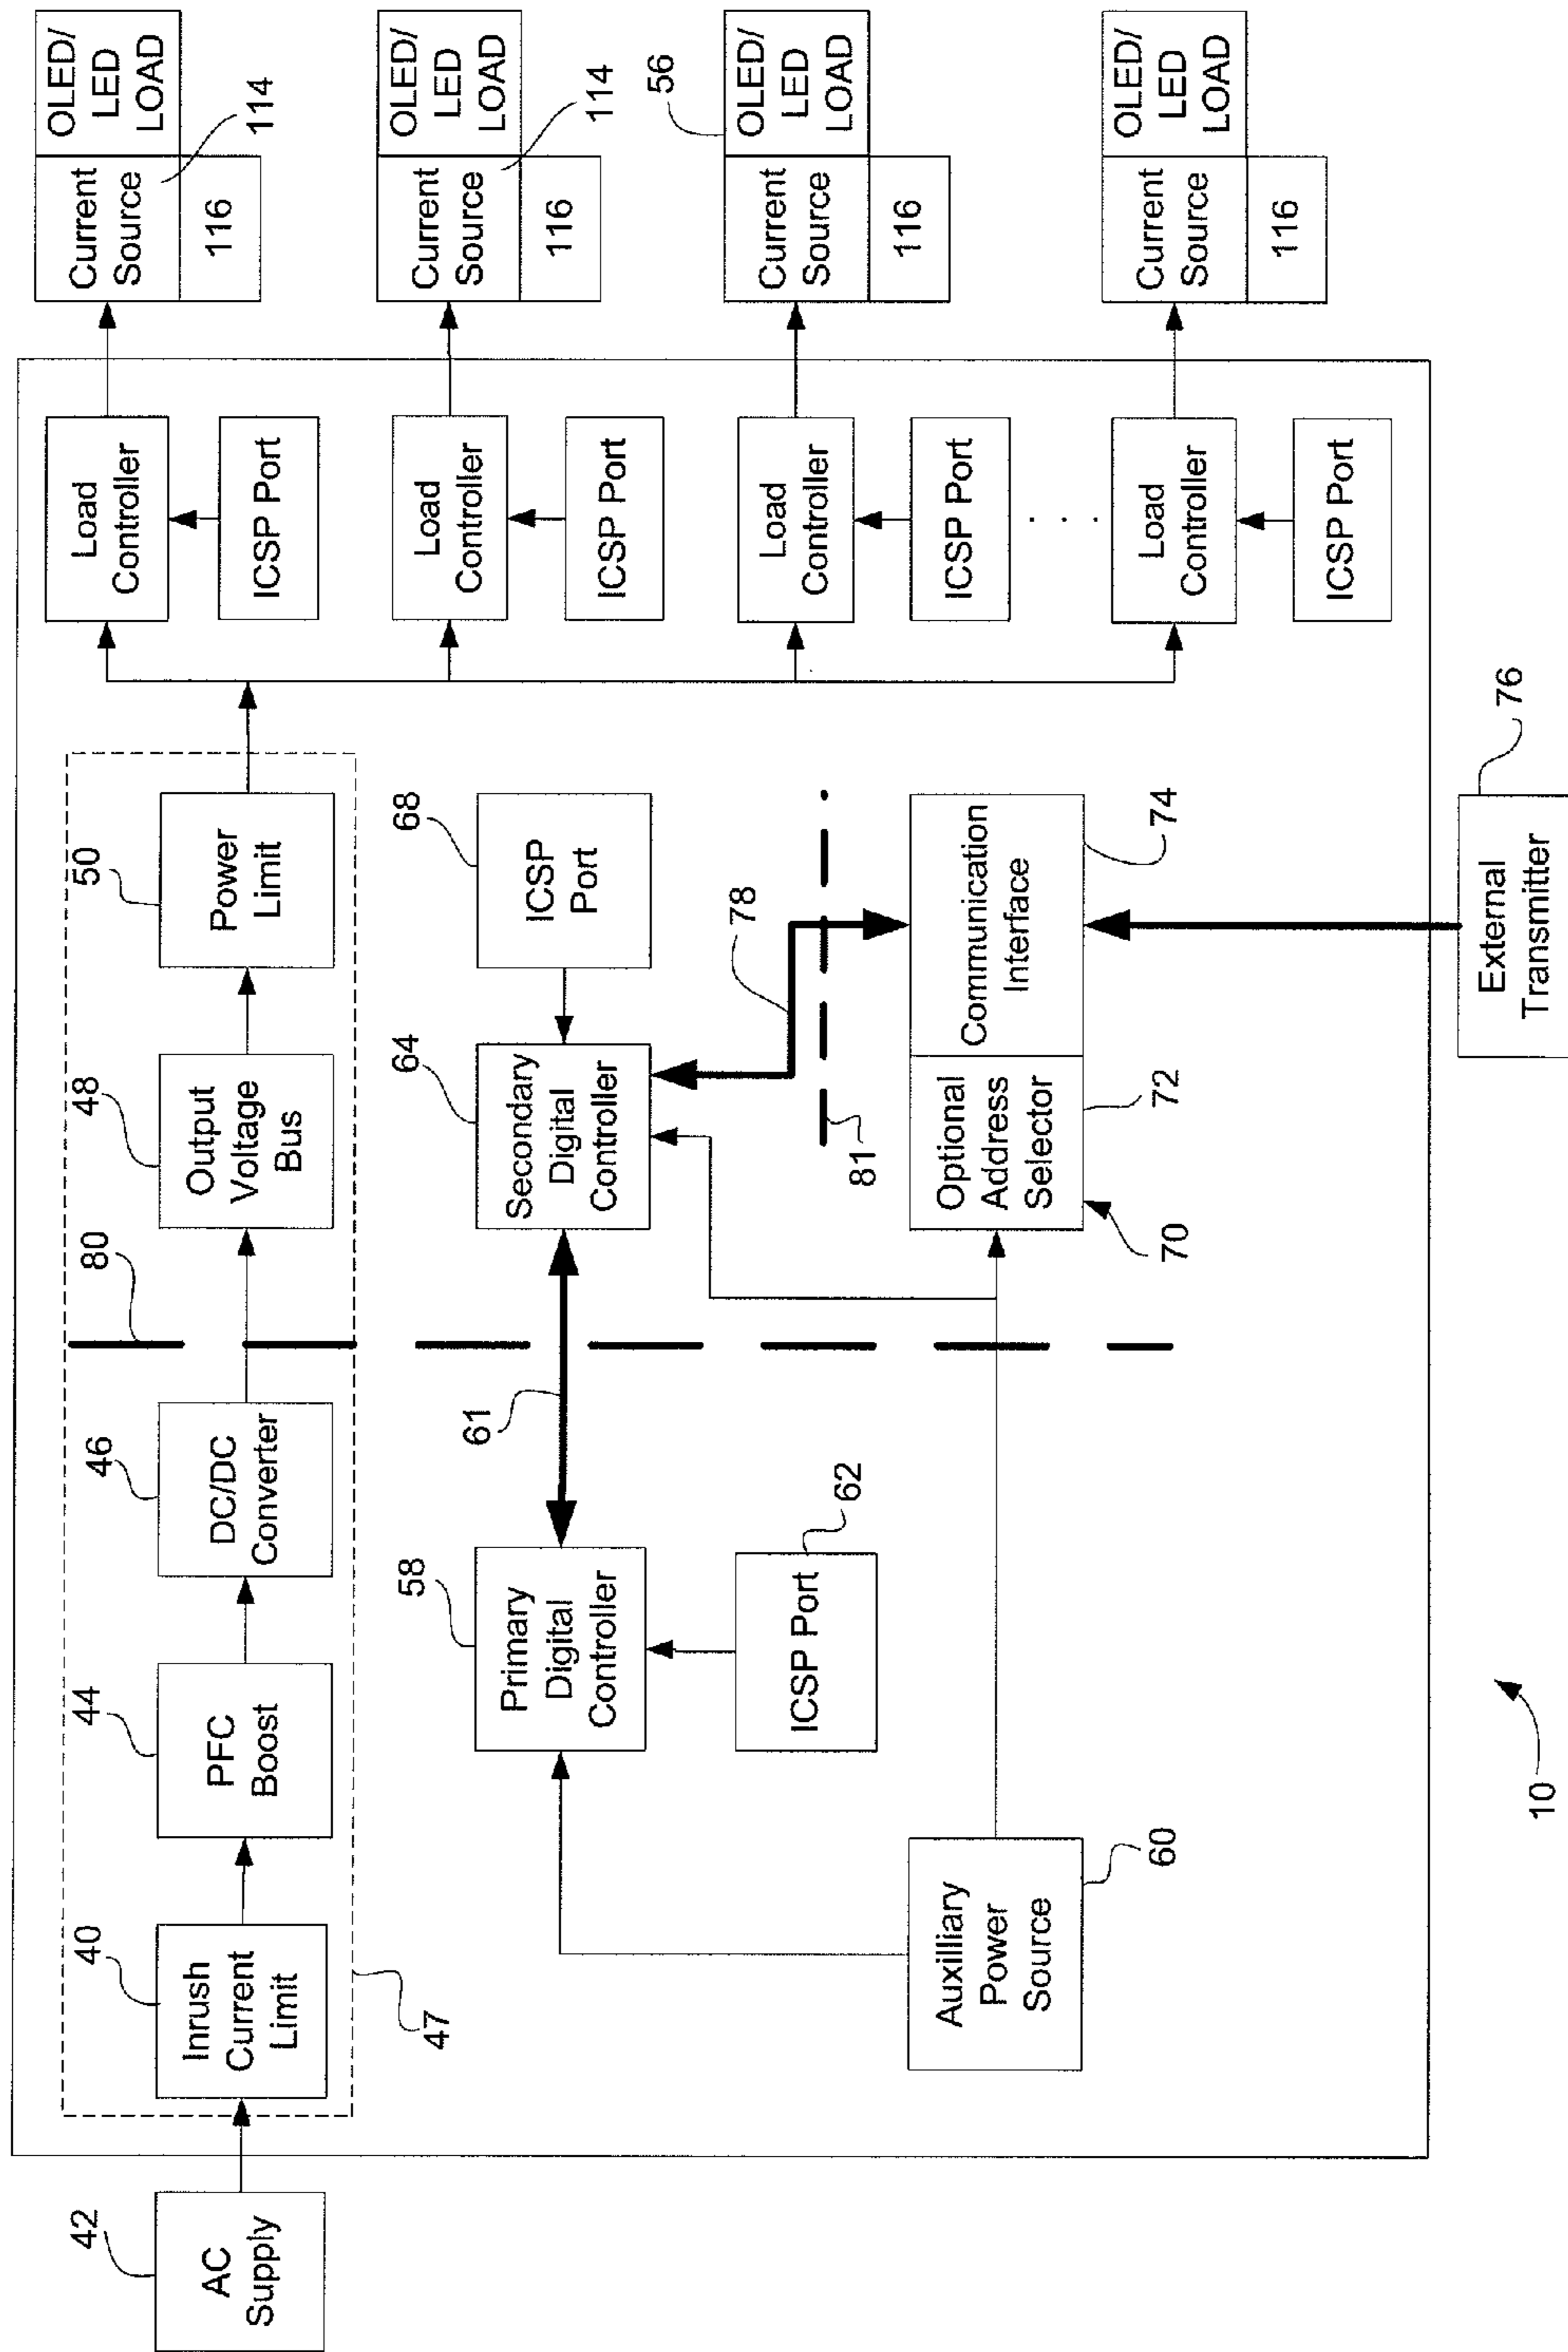 42
AC
Supply
40
Inrush
Current
Limit
44
PFC
Boost
46
DC/DC
Converter
80
48
Output
Voltage
Bus
50
Power
Limit
47
Load
Controller
ICSP Port
Current
Source
116
OLED/
LED
LOAD
114
Load
Controller
ICSP Port
Current
Source
116
OLED/
LED
LOAD
114
Load
Controller
ICSP Port
Current
Source
116
OLED/
LED
LOAD
56
. . .
Load
Controller
ICSP Port
Current
Source
116
OLED/
LED
LOAD
58
Primary
Digital
Controller
61
64
Secondary
Digital
Controller
68
ICSP
Port
62
ICSP Port
78
81
Auxilliary
Power
Source
60
Optional
Address
Selector
70
72
Communication
Interface
74
External
Transmitter
76
10